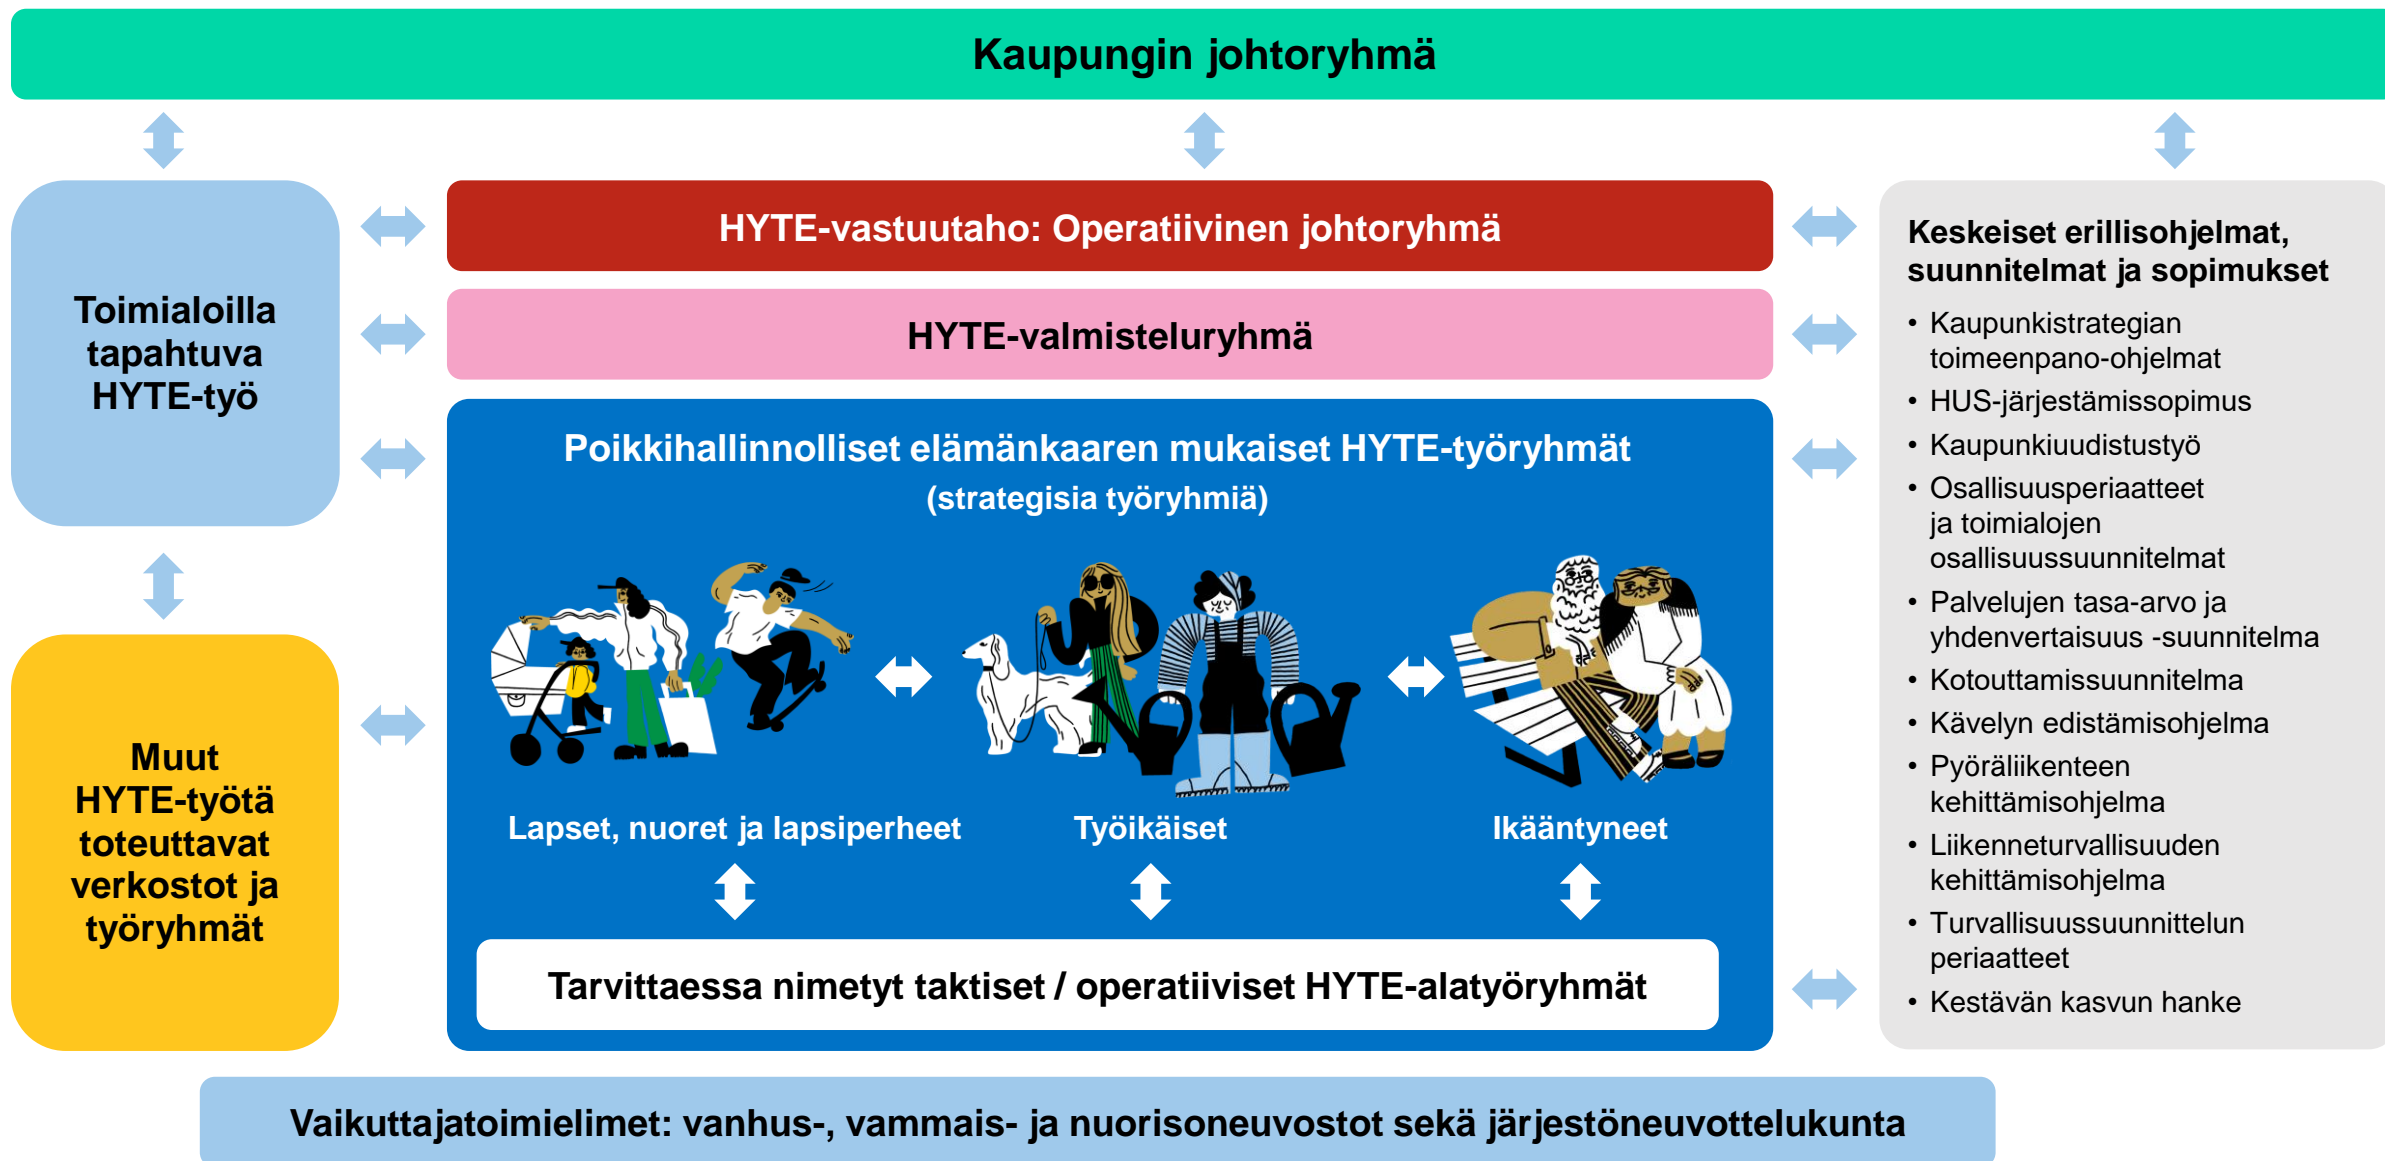 Kaupungin johtoryhmä
Toimialoilla
tapahtuva
HYTE-työ
Muut
HYTE-työtä
toteuttavat
verkostot ja
työryhmät
HYTE-vastuutaho: Operatiivinen johtoryhmä
HYTE-valmisteluryhmä
Poikkihallinnolliset elämänkaaren mukaiset HYTE-työryhmät
(strategisia työryhmiä)
Lapset, nuoret ja lapsiperheet
Työikäiset
Ikääntyneet
Tarvittaessa nimetyt taktiset / operatiiviset HYTE-alatyöryhmät
Keskeiset erillisohjelmat,
suunnitelmat ja sopimukset
• Kaupunkistrategian
toimeenpano-ohjelmat
• HUS-järjestämissopimus
• Kaupunkiuudistustyö
• Osallisuusperiaatteet
ja toimialojen
osallisuussuunnitelmat
• Palvelujen tasa-arvo ja
yhdenvertaisuus -suunnitelma
• Kotouttamissuunnitelma
• Kävelyn edistämisohjelma
• Pyöräliikenteen
kehittämisohjelma
• Liikenneturvallisuuden
kehittämisohjelma
• Turvallisuussuunnittelun
periaatteet
• Kestävän kasvun hanke
Vaikuttajatoimielimet: vanhus-, vammais- ja nuorisoneuvostot sekä järjestöneuvottelukunta